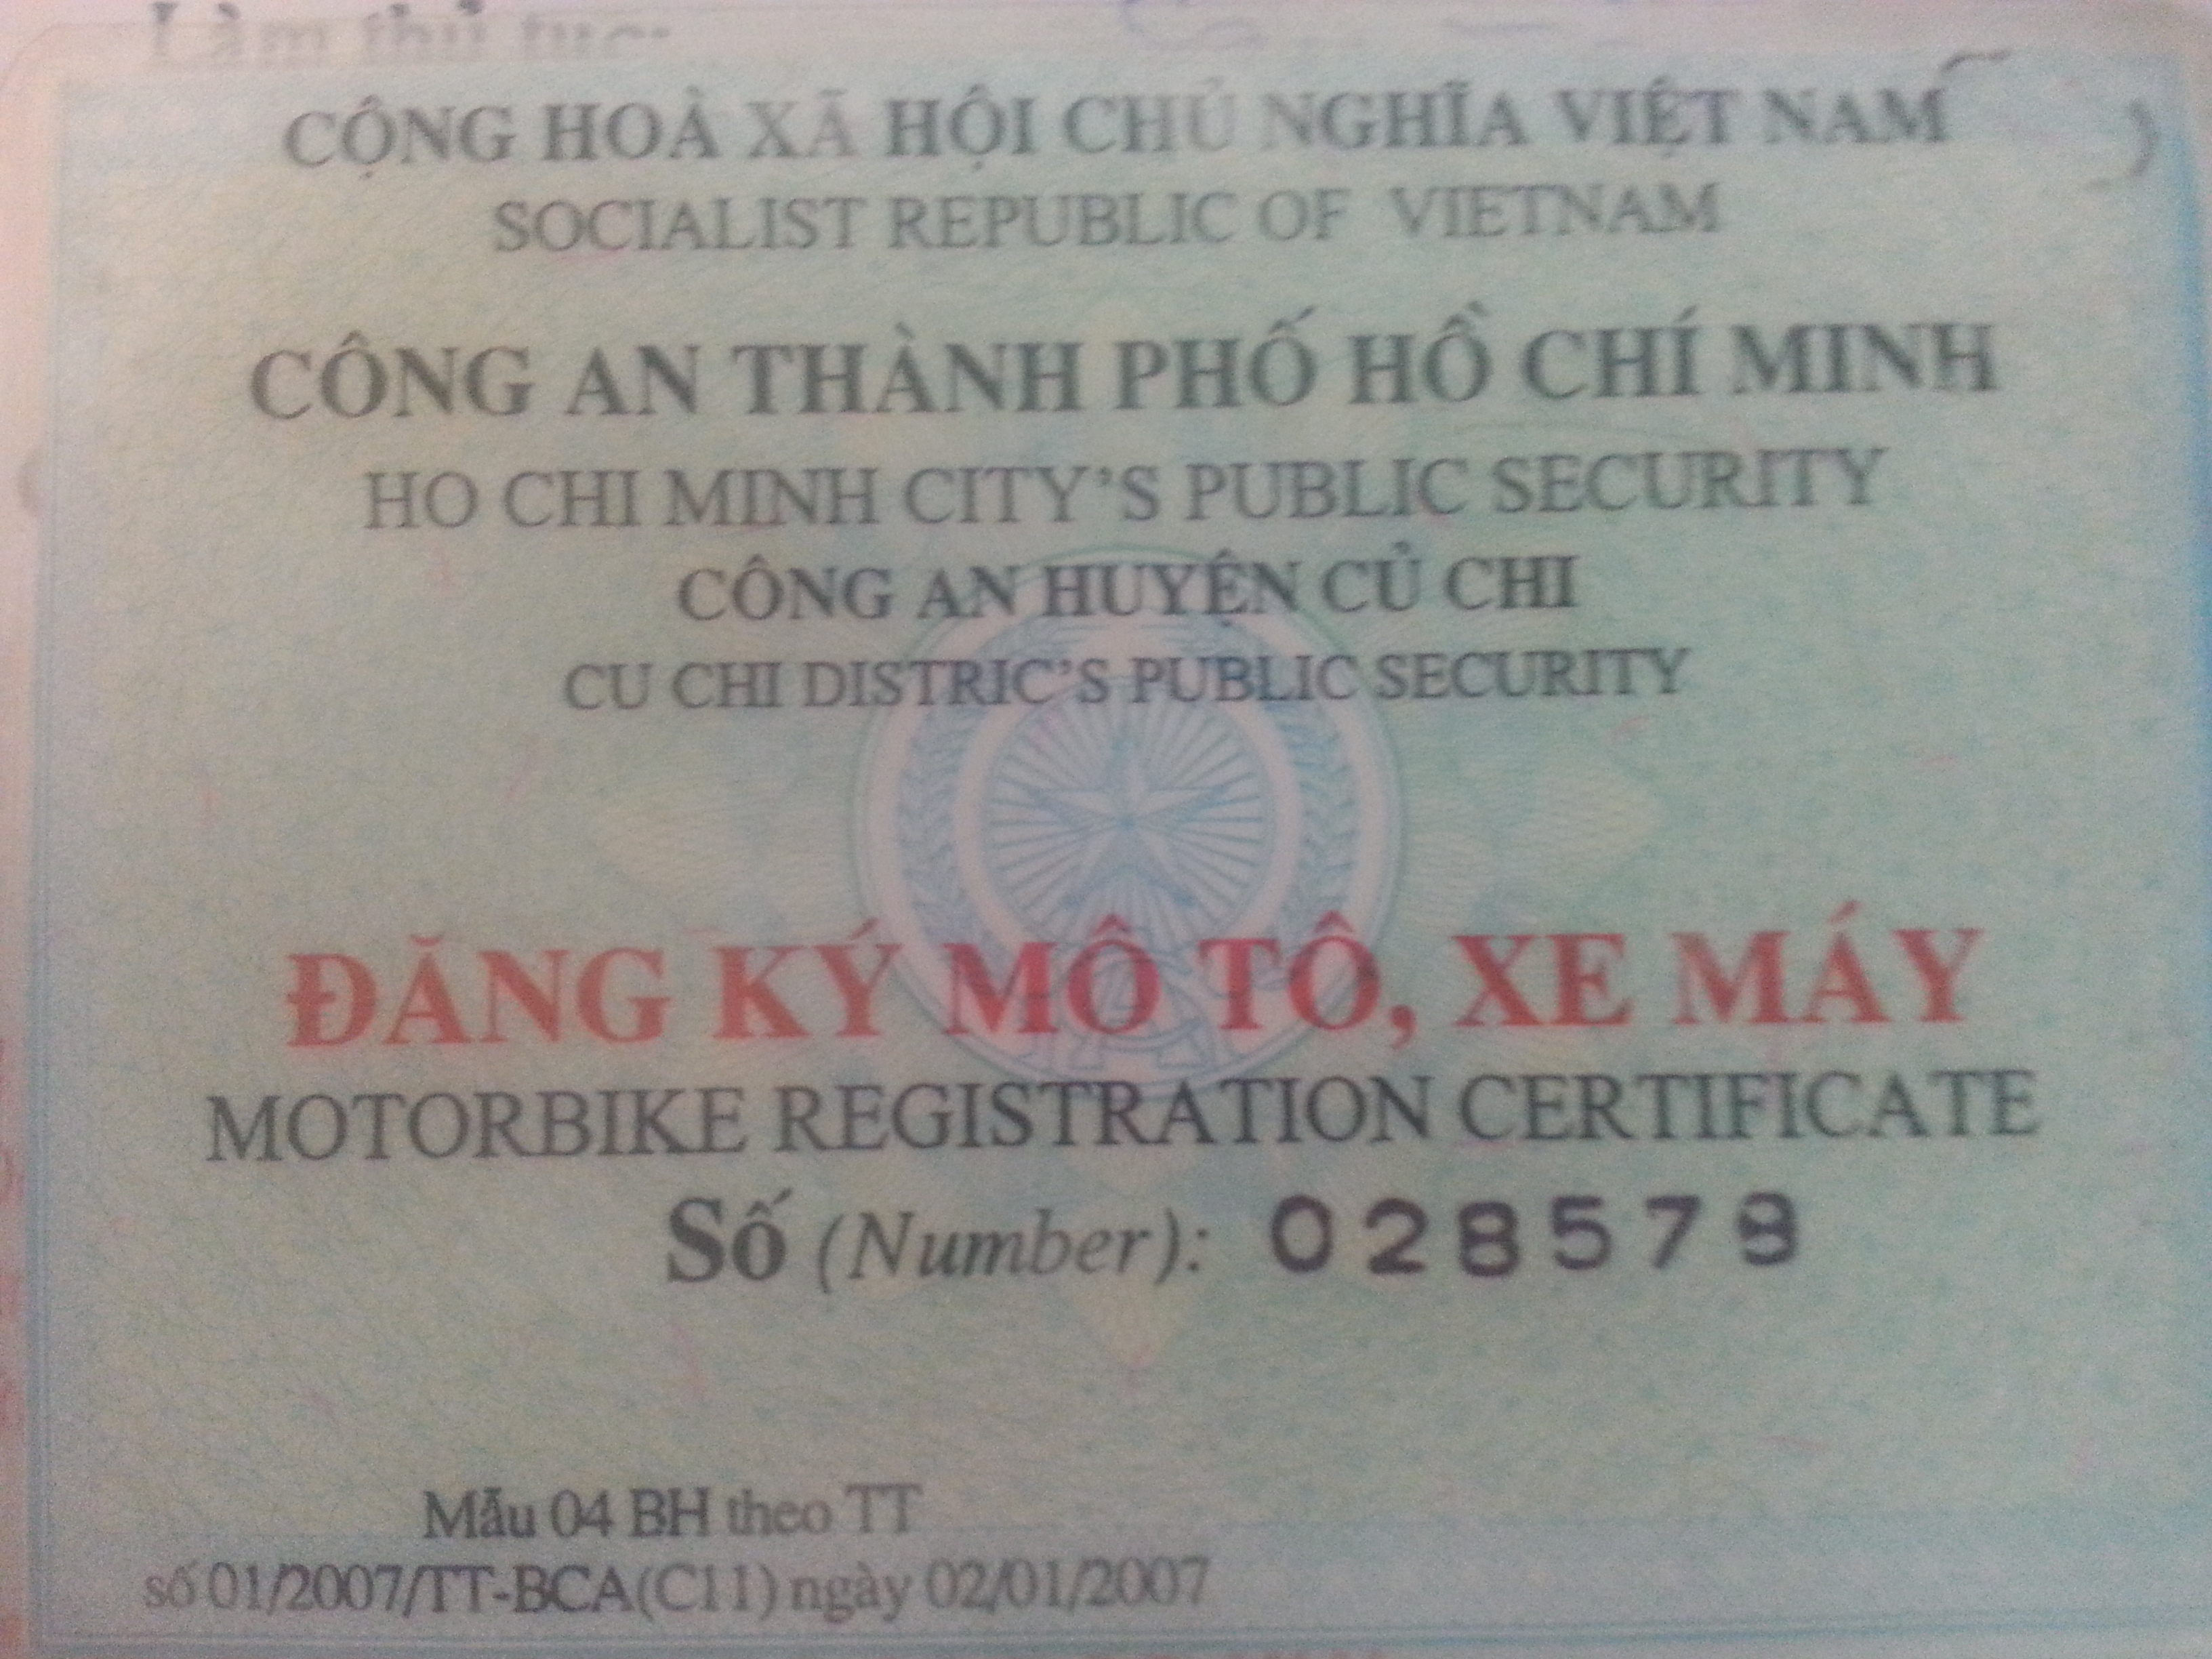 Làm thủ tục:
CỘNG HOÀ XÃ HỘI CHỦ NGHĨA VIỆT NAM
SOCIALIST REPUBLIC OF VIETNAM
CÔNG AN THÀNH PHỐ HỒ CHÍ MINH
HO CHI MINH CITY'S PUBLIC SECURITY
CÔNG AN HUYỆN CỦ CHI
CU CHI DISTRIC'S PUBLIC SECURITY
ĐĂNG KÝ MÔ TÔ, XE MÁY
MOTORBIKE REGISTRATION CERTIFICATE
Số (Number): 028578
Mẫu 04 BH theo TT
số 01/2007/TT-BCA(C11) ngày 02/01/2007